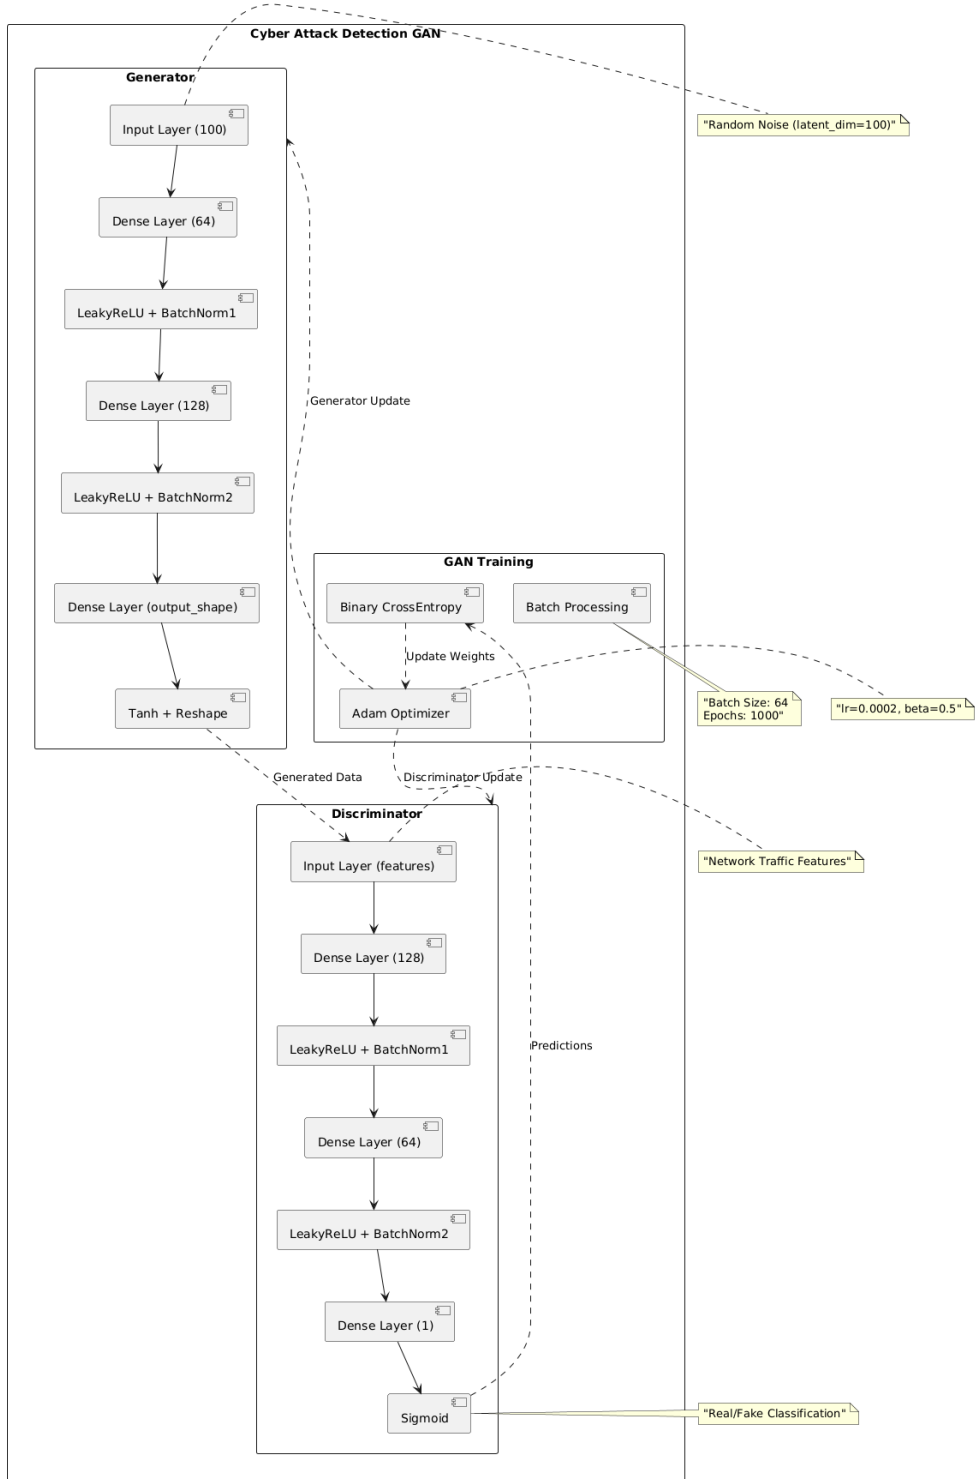 Cyber Attack Detection GAN
Generator
Input Layer (100)
"Random Noise (latent_dim=100)"
Dense Layer (64)
LeakyReLU + BatchNorm1
Dense Layer (128)
Generator Update
LeakyReLU + BatchNorm2
Dense Layer (output_shape)
Tanh + Reshape
GAN Training
Binary CrossEntropy
Batch Processing
Update Weights
Adam Optimizer
"Batch Size: 64
Epochs: 1000"
"lr=0.0002, beta=0.5"
Generated Data
Discriminator Update
Discriminator
Input Layer (features)
"Network Traffic Features"
Dense Layer (128)
LeakyReLU + BatchNorm1
Predictions
Dense Layer (64)
LeakyReLU + BatchNorm2
Dense Layer (1)
Sigmoid
"Real/Fake Classification"